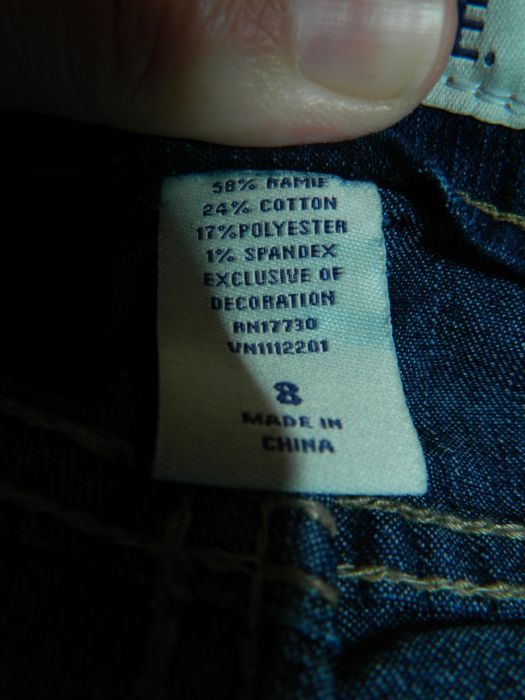 58% RAMIE
24% COTTON
17% POLYESTER
1% SPANDEX
EXCLUSIVE OF
DECORATION
RN17730
VN1112201
8
MADE IN
CHINA